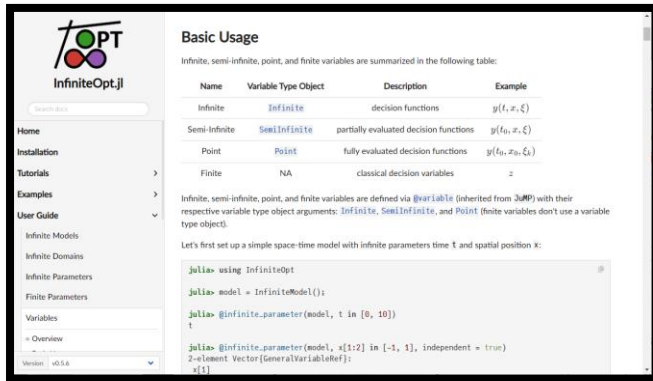 OPT
InfiniteOpt.jl
Search docs
Home
Installation
Tutorials
Examples
User Guide
Infinite Models
Infinite Domains
Infinite Parameters
Finite Parameters
Variables
Overview
Version v0.5.6
Basic Usage
Infinite, semi-infinite, point, and finite variables are summarized in the following table:
Name Variable Type Object Description Example
Infinite Infinite decision functions y(t, x, ξ)
Semi-Infinite SemiInfinite partially evaluated decision functions y(t₀, x, ξ)
Point Point fully evaluated decision functions y(t₀, x₀, ξₖ)
Finite NA classical decision variables z
Infinite, semi-infinite, point, and finite variables are defined via @variable (inherited from JuMP) with their
respective variable type object arguments: Infinite, SemiInfinite, and Point (finite variables don't use a variable
type object).
Let's first set up a simple space-time model with infinite parameters time t and spatial position x:
julia> using InfiniteOpt
julia> model = InfiniteModel();
julia> @infinite_parameter(model, t in [0, 10])
t
julia> @infinite_parameter(model, x[1:2] in [-1, 1], independent = true)
2-element Vector{GeneralVariableRef}:
x[1]